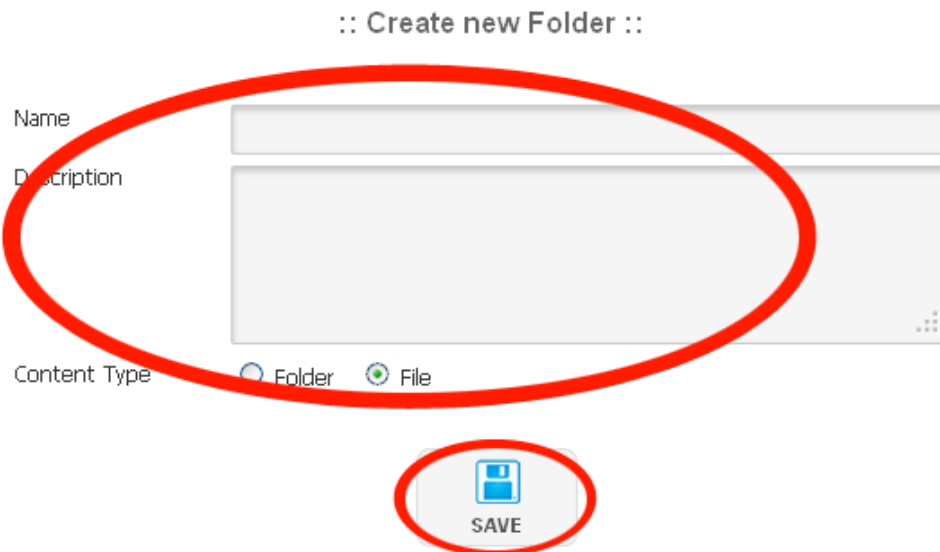 :: Create new Folder ::
Name
Description
Content Type Folder File
SAVE